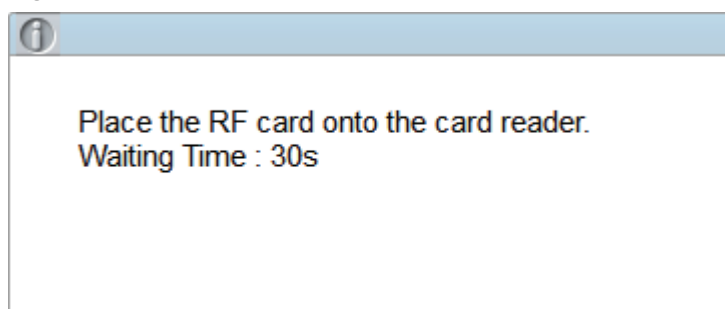 Place the RF card onto the card reader.
Waiting Time : 30s